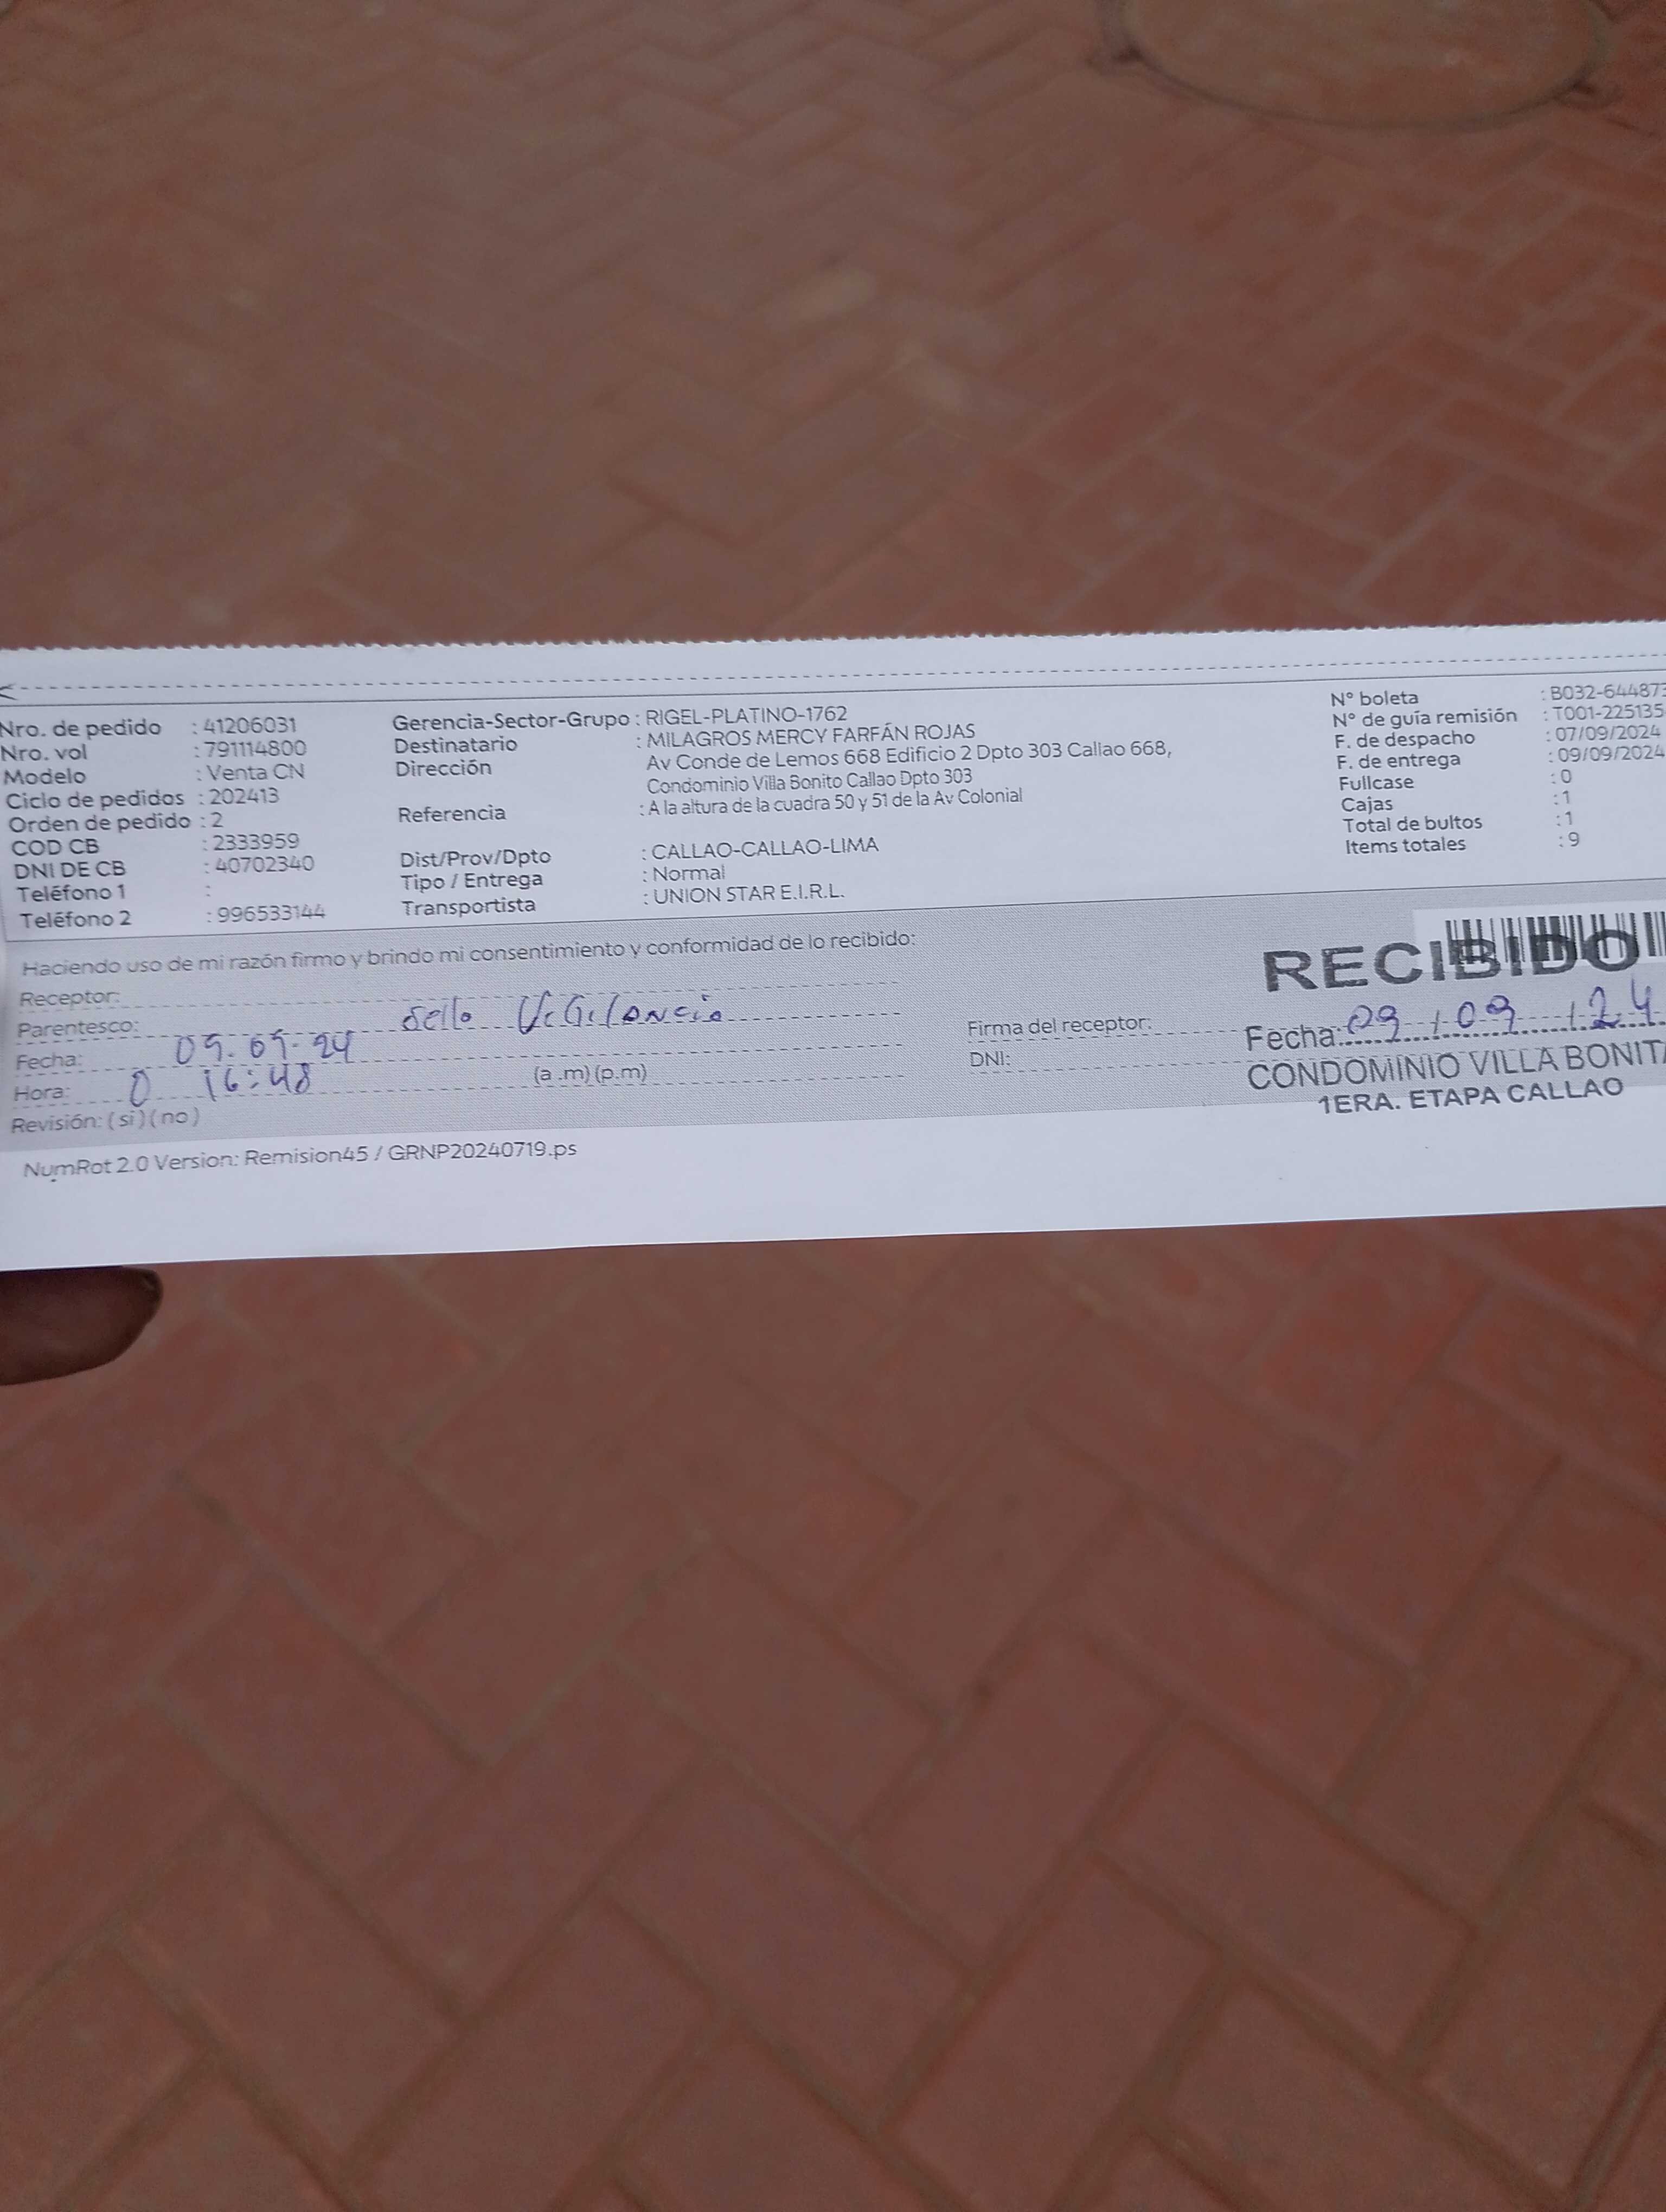 Nro. de pedido : 41206031
Nro. vol : 791114800
Modelo : Venta CN
Ciclo de pedidos : 202413
Orden de pedido : 2
COD CB : 2333959
DNI DE CB : 40702340
Teléfono 1 :
Teléfono 2 : 996533144
Gerencia-Sector-Grupo : RIGEL-PLATINO-1762
Destinatario : MILAGROS MERCY FARFÁN ROJAS
Dirección Av Conde de Lemos 668 Edificio 2 Dpto 303 Callao 668,
Condominio Villa Bonito Callao Dpto 303
Referencia : A la altura de la cuadra 50 y 51 de la Av Colonial
Dist/Prov/Dpto : CALLAO-CALLAO-LIMA
Tipo / Entrega : Normal
Transportista : UNION STAR E.I.R.L.
N° boleta : B032-644873
N° de guía remisión : T001-225135
F. de despacho : 07/09/2024
F. de entrega : 09/09/2024
Fullcase : 0
Cajas : 1
Total de bultos : 1
Items totales : 9
Haciendo uso de mi razón firmo y brindo mi consentimiento y conformidad de lo recibido:
Receptor:
Parentesco: Sello Vigilancia
Fecha: 09.09.24
Hora: 16:48 (a .m) (p.m)
Revisión: ( si ) ( no )
Firma del receptor:
DNI:
RECIBIDO
Fecha: 09 / 09 / 24
CONDOMINIO VILLA BONITA
1ERA. ETAPA CALLAO
NumRot 2.0 Version: Remision45 / GRNP20240719.ps